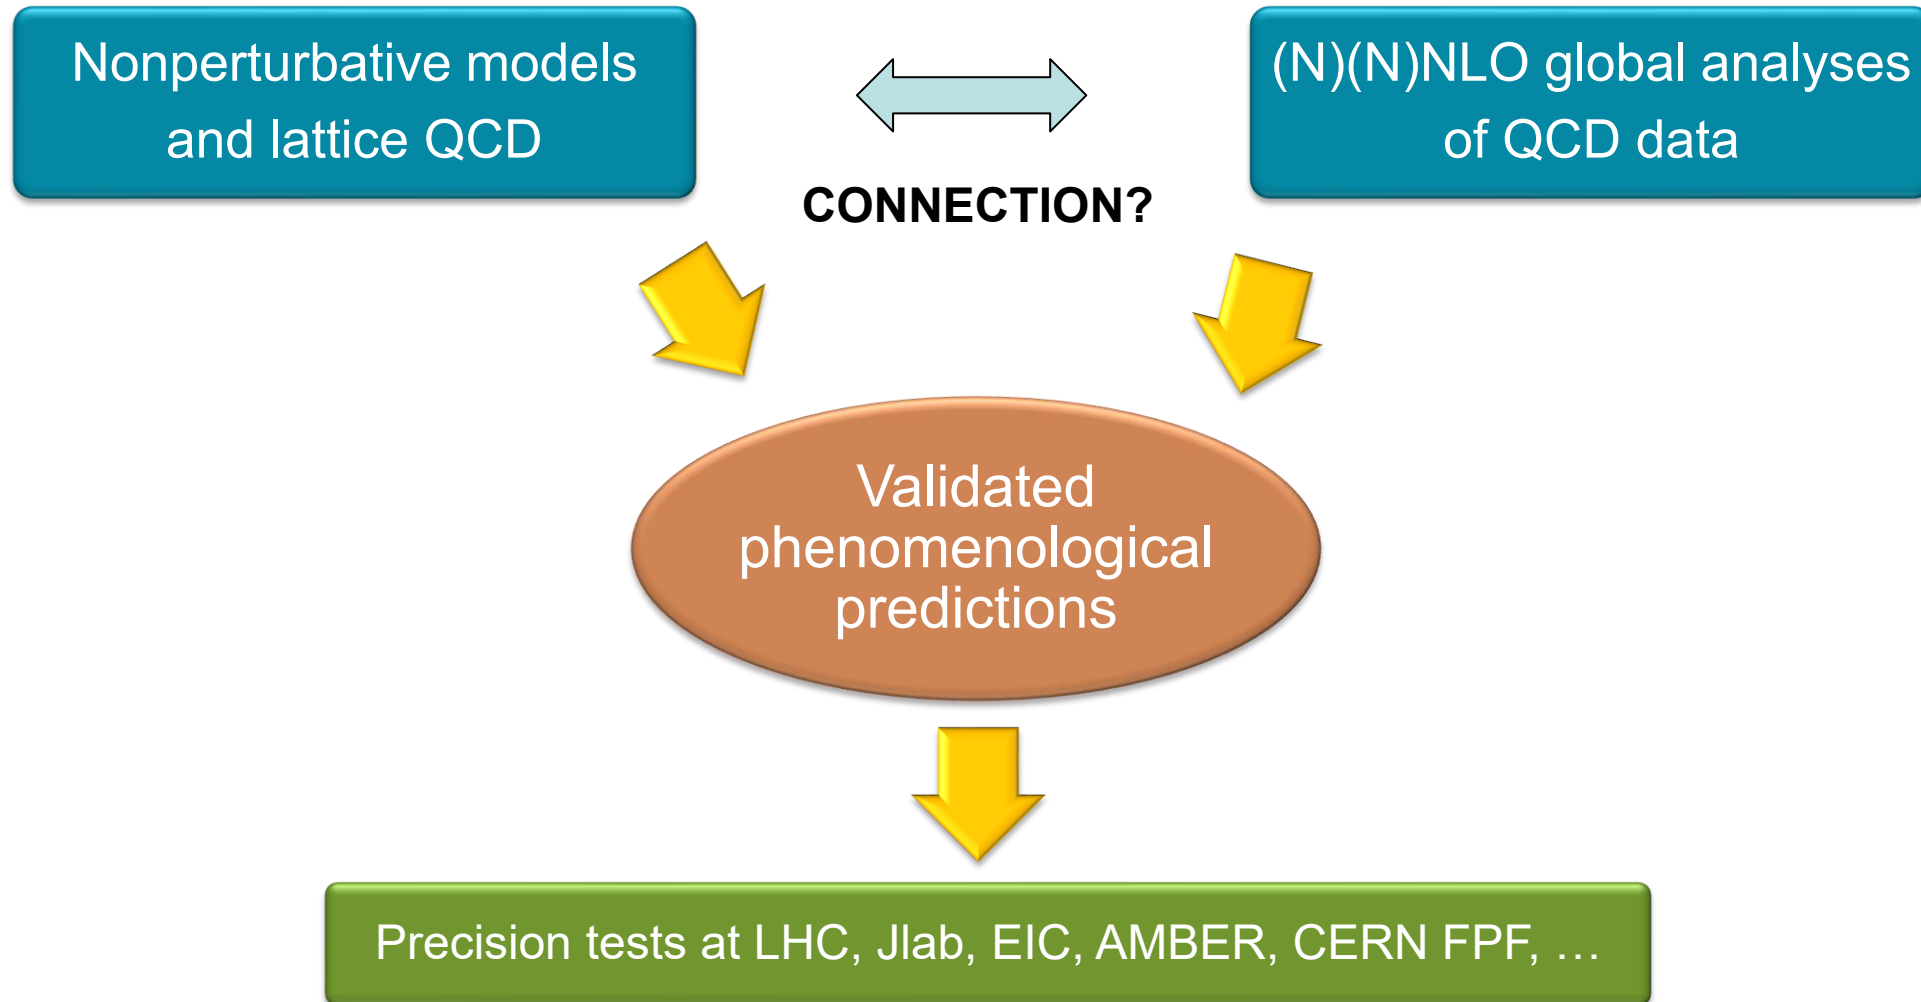 Nonperturbative models
and lattice QCD
(N)(N)NLO global analyses
of QCD data
CONNECTION?
Validated
phenomenological
predictions
Precision tests at LHC, Jlab, EIC, AMBER, CERN FPF, …